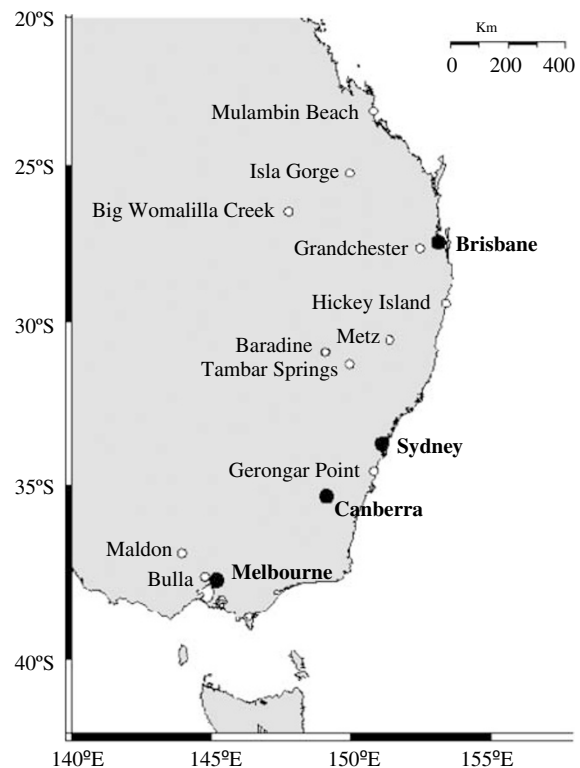 20ºS
Km
0 200 400
Mulambin Beach
25ºS
Isla Gorge
Big Womalilla Creek
Brisbane
Grandchester
Hickey Island
30ºS
Metz
Baradine
Tambar Springs
Sydney
Gerongar Point
35ºS
Canberra
Maldon
Melbourne
Bulla
40ºS
140ºE 145ºE 150ºE 155ºE